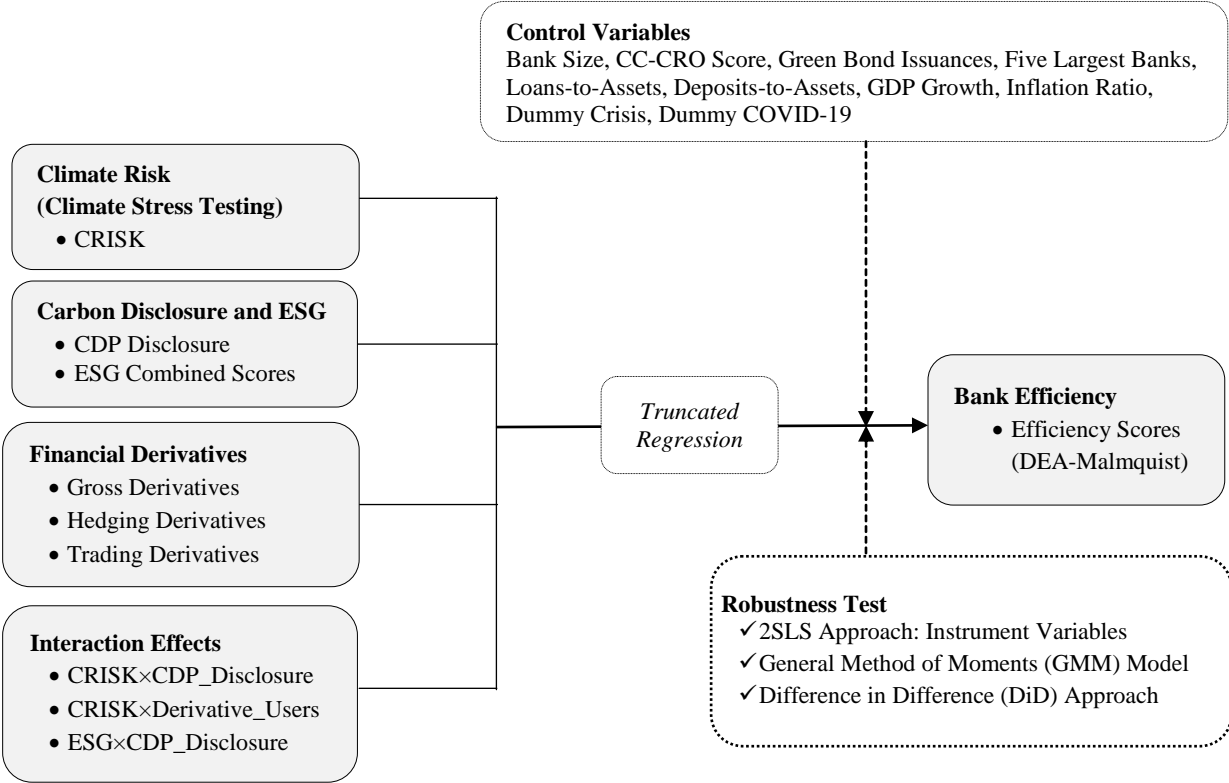 Control Variables
Bank Size, CC-CRO Score, Green Bond Issuances, Five Largest Banks,
Loans-to-Assets, Deposits-to-Assets, GDP Growth, Inflation Ratio,
Dummy Crisis, Dummy COVID-19
Climate Risk
(Climate Stress Testing)
• CRISK
Carbon Disclosure and ESG
• CDP Disclosure
• ESG Combined Scores
Financial Derivatives
• Gross Derivatives
• Hedging Derivatives
• Trading Derivatives
Interaction Effects
• CRISK×CDP_Disclosure
• CRISK×Derivative_Users
• ESG×CDP_Disclosure
Truncated
Regression
Bank Efficiency
• Efficiency Scores
(DEA-Malmquist)
Robustness Test
✓2SLS Approach: Instrument Variables
✓General Method of Moments (GMM) Model
✓Difference in Difference (DiD) Approach